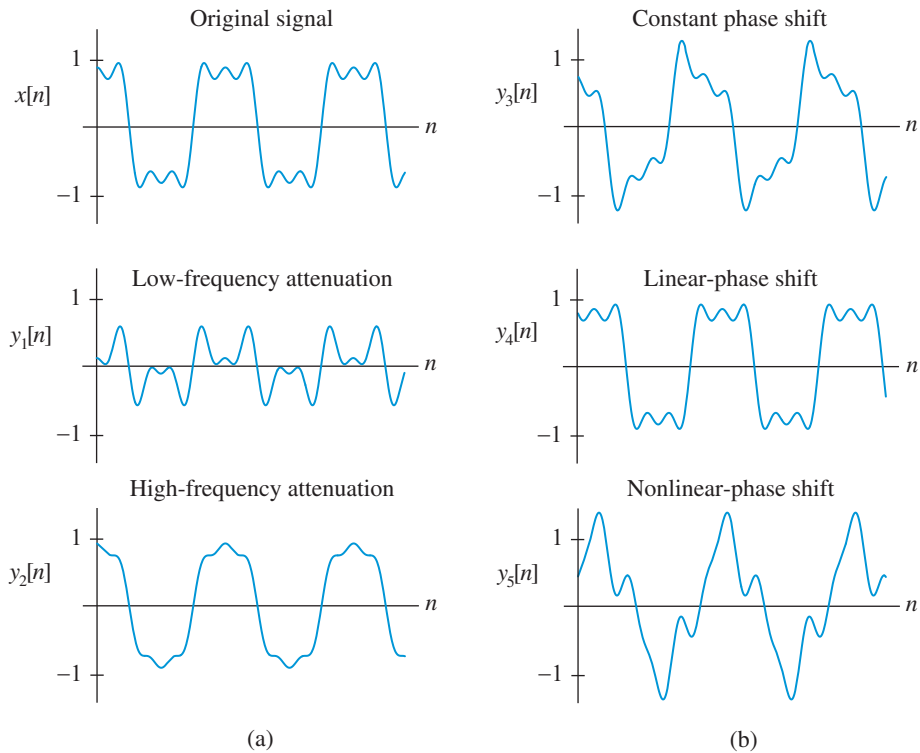 Original signal
1
x[n]
n
−1
Low-frequency attenuation
1
y1[n]
n
−1
High-frequency attenuation
1
y2[n]
n
−1
(a)
Constant phase shift
1
y3[n]
n
−1
Linear-phase shift
1
y4[n]
n
−1
Nonlinear-phase shift
1
y5[n]
n
−1
(b)